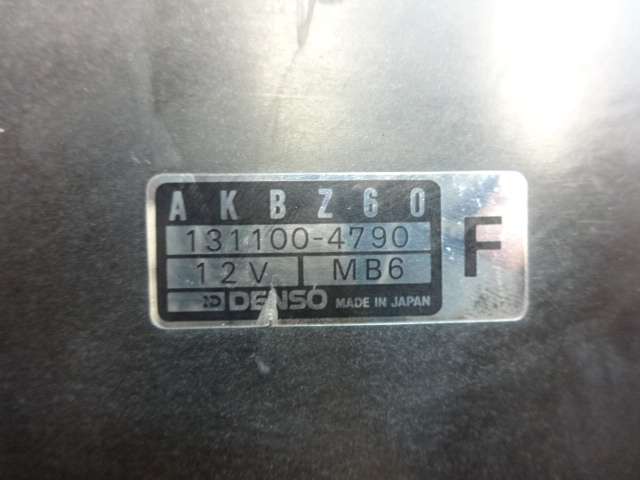 AKBZ60
131100-4790
12V MB6
DENSO MADE IN JAPAN
F